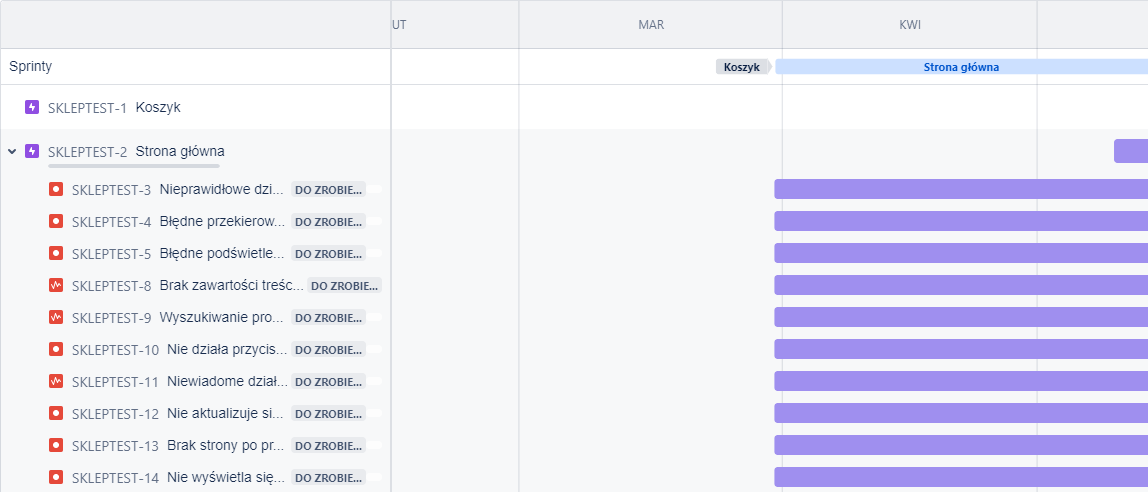 UT MAR KWI
Sprinty Koszyk Strona główna
SKLEPTEST-1 Koszyk
SKLEPTEST-2 Strona główna
SKLEPTEST-3 Nieprawidłowe dzi... DO ZROBIE...
SKLEPTEST-4 Błędne przekierow... DO ZROBIE...
SKLEPTEST-5 Błędne podświetle... DO ZROBIE...
SKLEPTEST-8 Brak zawartości treśc... DO ZROBIE...
SKLEPTEST-9 Wyszukiwanie pro... DO ZROBIE...
SKLEPTEST-10 Nie działa przycis... DO ZROBIE...
SKLEPTEST-11 Niewiadome dział... DO ZROBIE...
SKLEPTEST-12 Nie aktualizuje si... DO ZROBIE...
SKLEPTEST-13 Brak strony po pr... DO ZROBIE...
SKLEPTEST-14 Nie wyświetla się... DO ZROBIE...